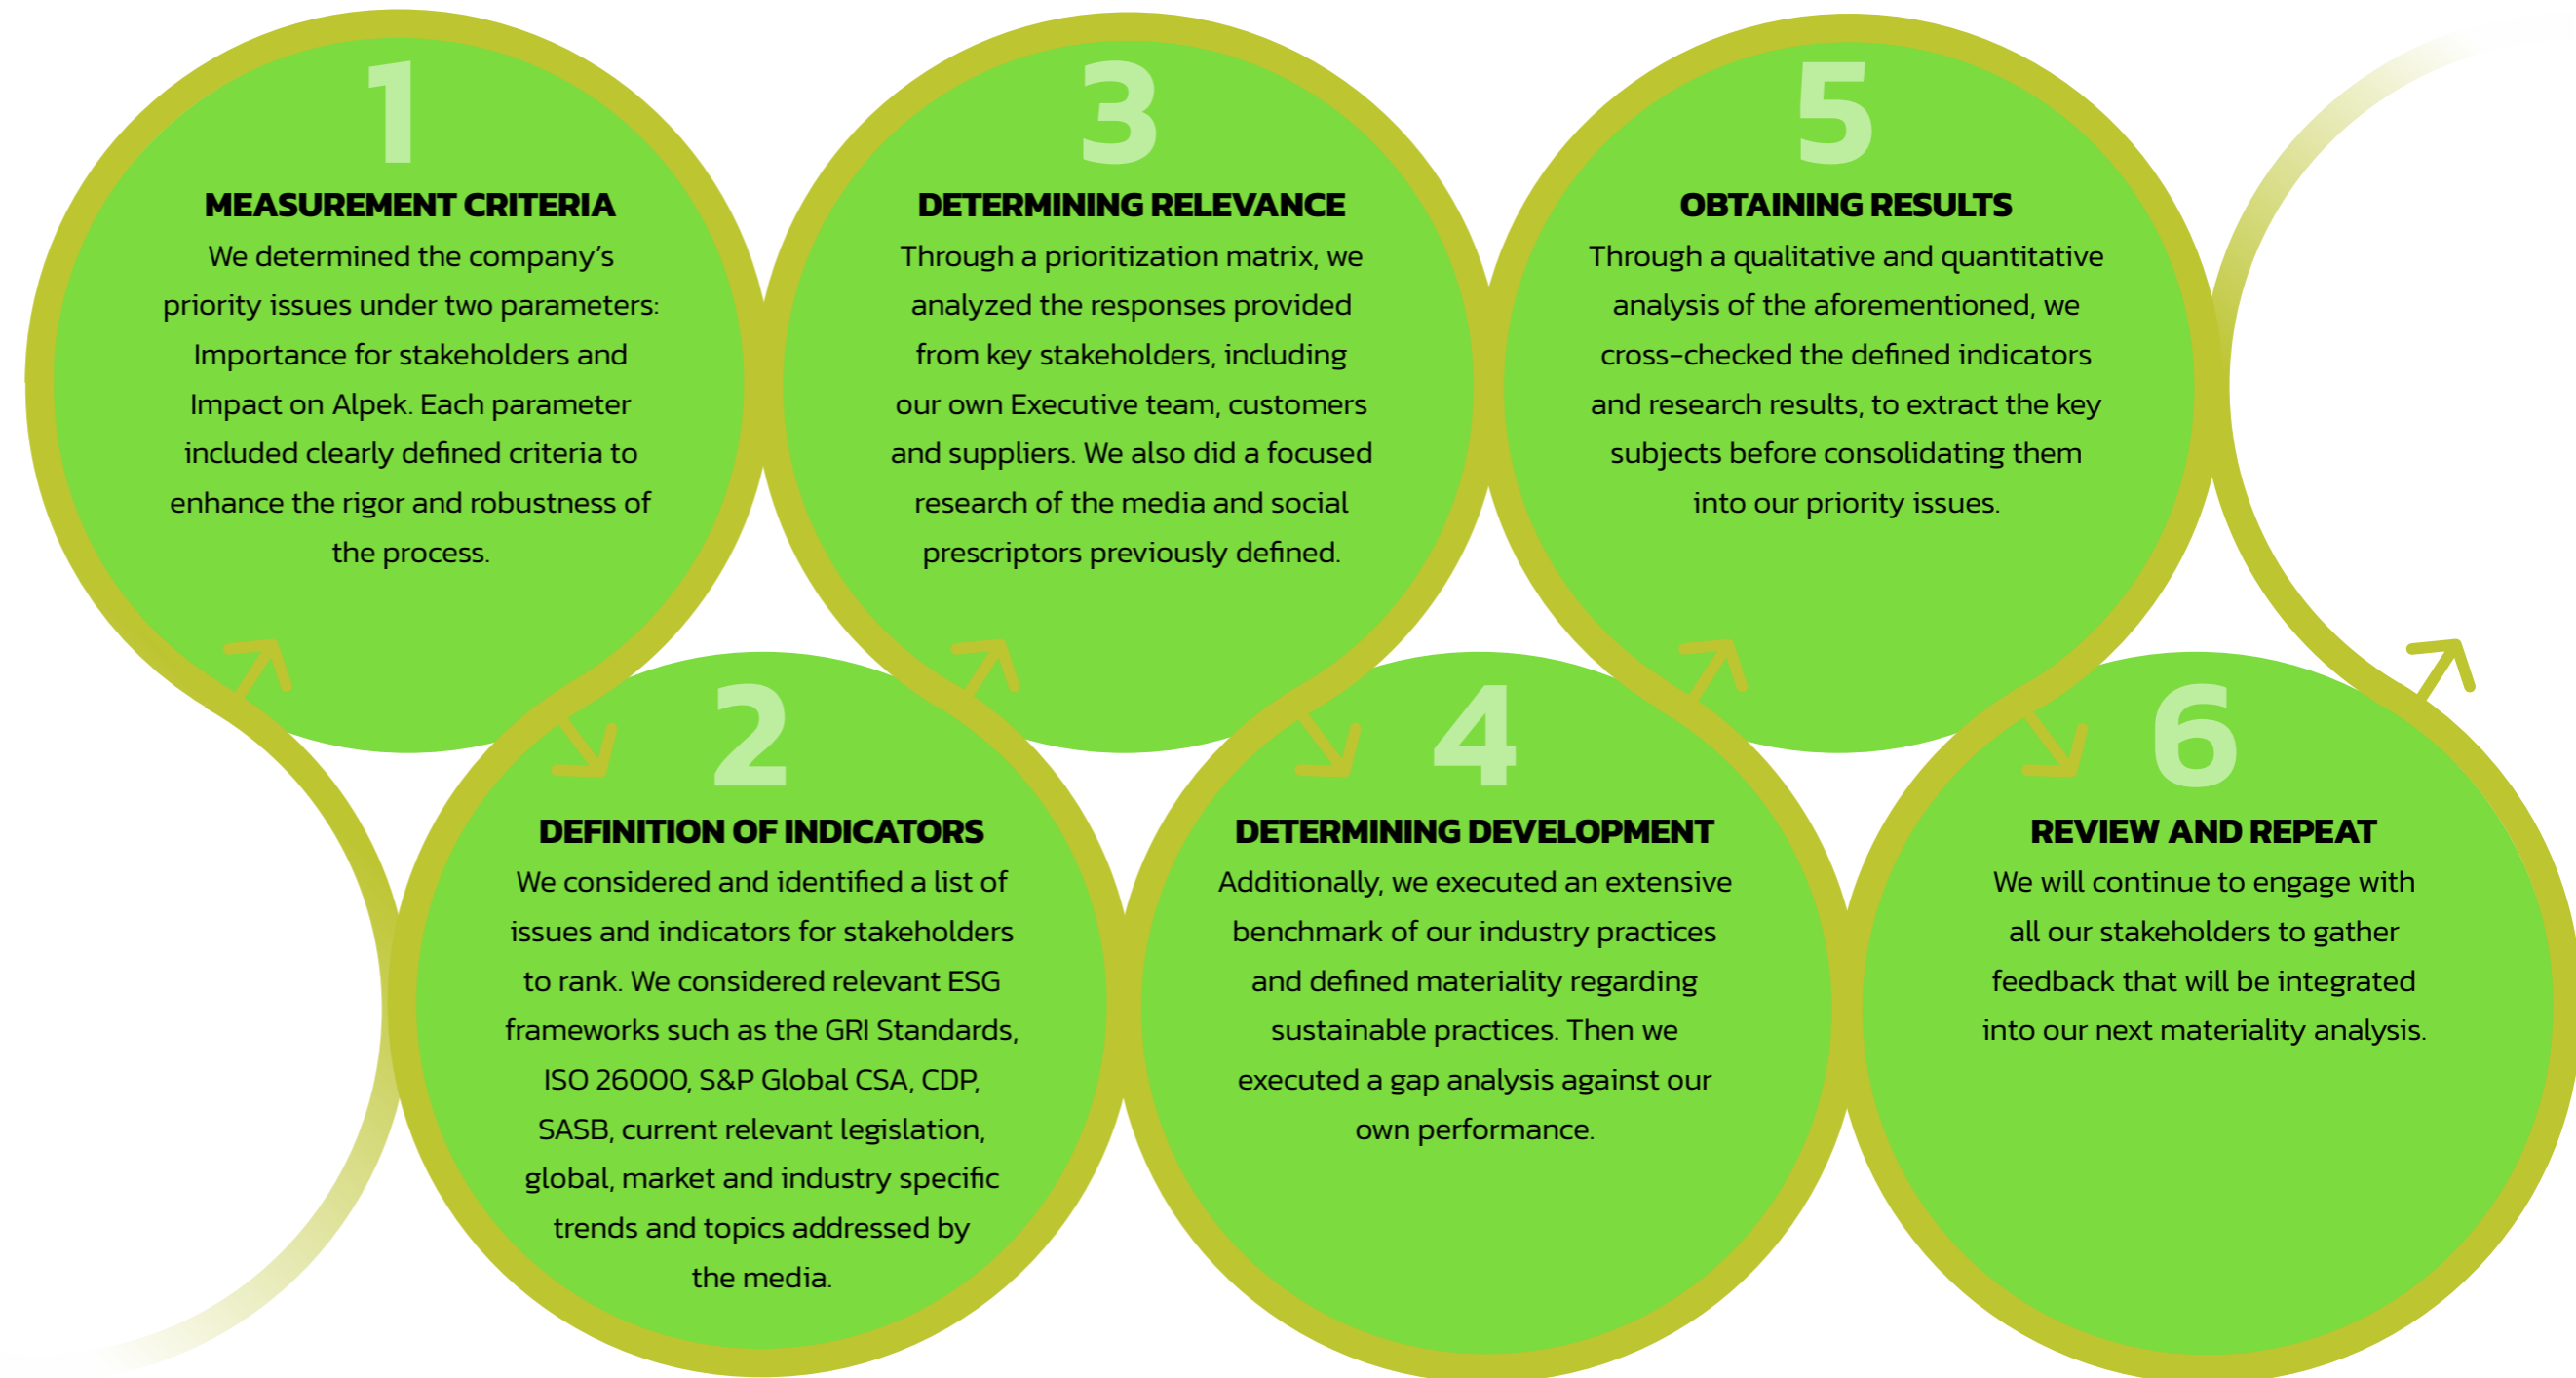 1
MEASUREMENT CRITERIA
We determined the company's
priority issues under two parameters:
Importance for stakeholders and
Impact on Alpek. Each parameter
included clearly defined criteria to
enhance the rigor and robustness of
the process.
2
DEFINITION OF INDICATORS
We considered and identified a list of
issues and indicators for stakeholders
to rank. We considered relevant ESG
frameworks such as the GRI Standards,
ISO 26000, S&P Global CSA, CDP,
SASB, current relevant legislation,
global, market and industry specific
trends and topics addressed by
the media.
3
DETERMINING RELEVANCE
Through a prioritization matrix, we
analyzed the responses provided
from key stakeholders, including
our own Executive team, customers
and suppliers. We also did a focused
research of the media and social
prescriptors previously defined.
4
DETERMINING DEVELOPMENT
Additionally, we executed an extensive
benchmark of our industry practices
and defined materiality regarding
sustainable practices. Then we
executed a gap analysis against our
own performance.
5
OBTAINING RESULTS
Through a qualitative and quantitative
analysis of the aforementioned, we
cross-checked the defined indicators
and research results, to extract the key
subjects before consolidating them
into our priority issues.
6
REVIEW AND REPEAT
We will continue to engage with
all our stakeholders to gather
feedback that will be integrated
into our next materiality analysis.